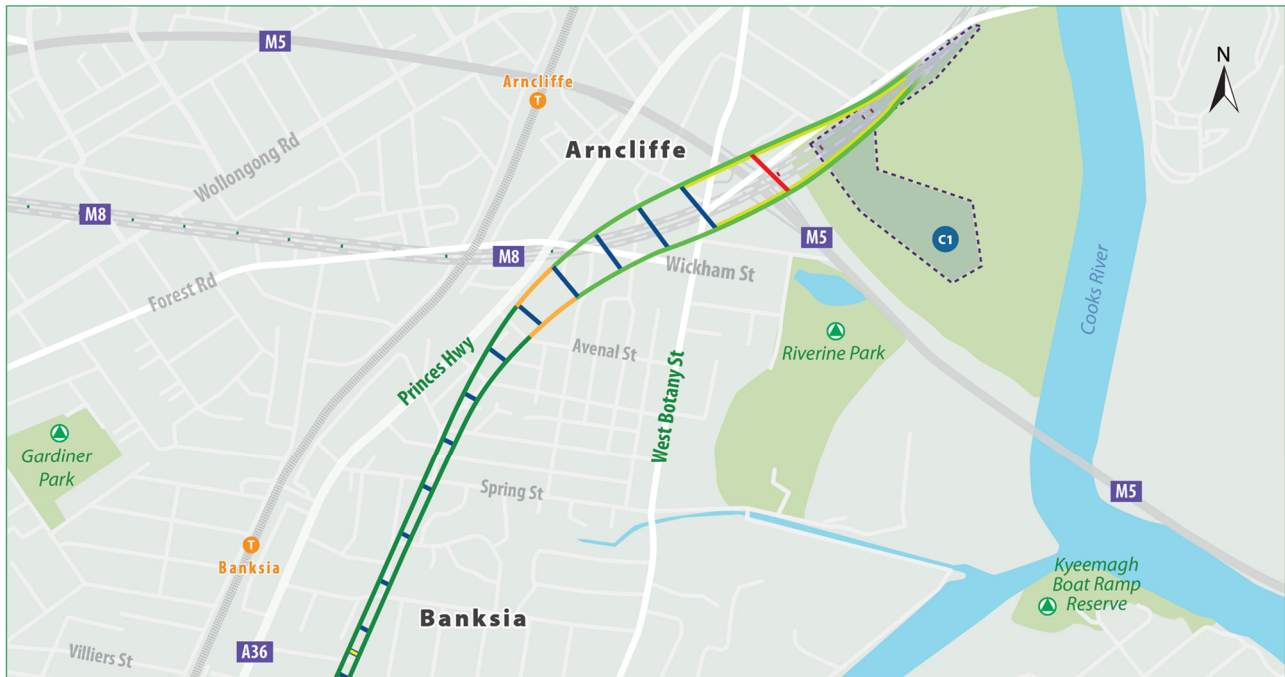 M5
N
Arncliffe
T
Arncliffe
Wollongong Rd
M8
C1
M5
M8
Wickham St
Forest Rd
Cooks River
Avenal St
Riverine Park
Princes Hwy
West Botany St
Gardiner
Park
Spring St
M5
T
Banksia
Kyeemagh
Boat Ramp
Reserve
Banksia
A36
Villiers St